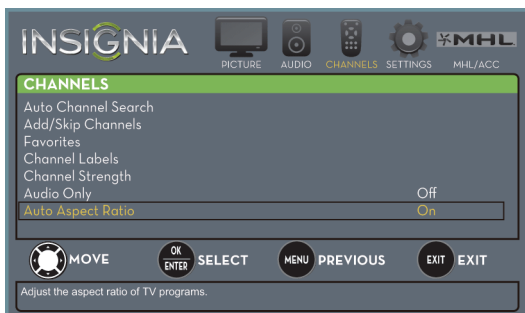 INSIGNIA
PICTURE AUDIO CHANNELS SETTINGS MHL/ACC
MHL
CHANNELS
Auto Channel Search
Add/Skip Channels
Favorites
Channel Labels
Channel Strength
Audio Only Off
Auto Aspect Ratio On
MOVE OK ENTER SELECT MENU PREVIOUS EXIT EXIT
Adjust the aspect ratio of TV programs.